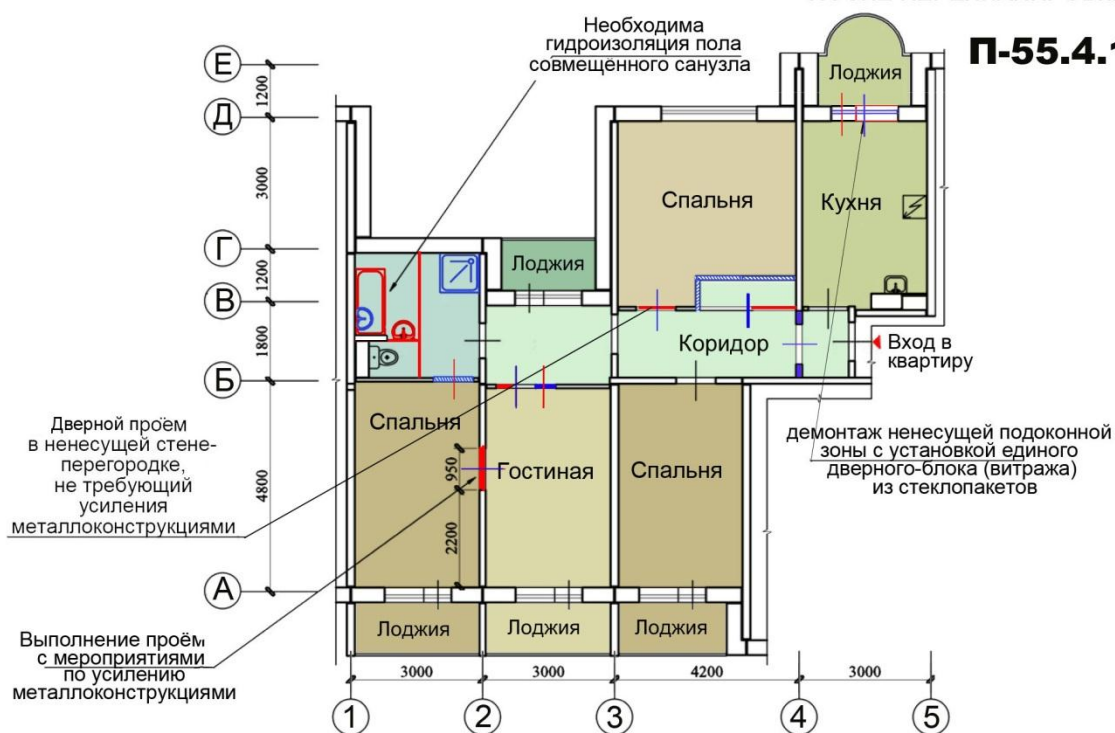 Необходима
гидроизоляция пола
совмещённого санузла
П-55.4.1
Е
1200
Д
3000
Г
1200
В
1800
Б
4800
А
Лоджия
Спальня
Кухня
Лоджия
Коридор
Вход в
квартиру
Дверной проём
в ненесущей стене-
перегородке,
не требующий
усиления
металлоконструкциями
Спальня
Гостиная
Спальня
950
2200
демонтаж ненесущей подоконной
зоны с установкой единого
дверного-блока (витража)
из стеклопакетов
Выполнение проём
с мероприятиями
по усилению
металлоконструкциями
Лоджия
Лоджия
Лоджия
3000
3000
4200
3000
1
2
3
4
5